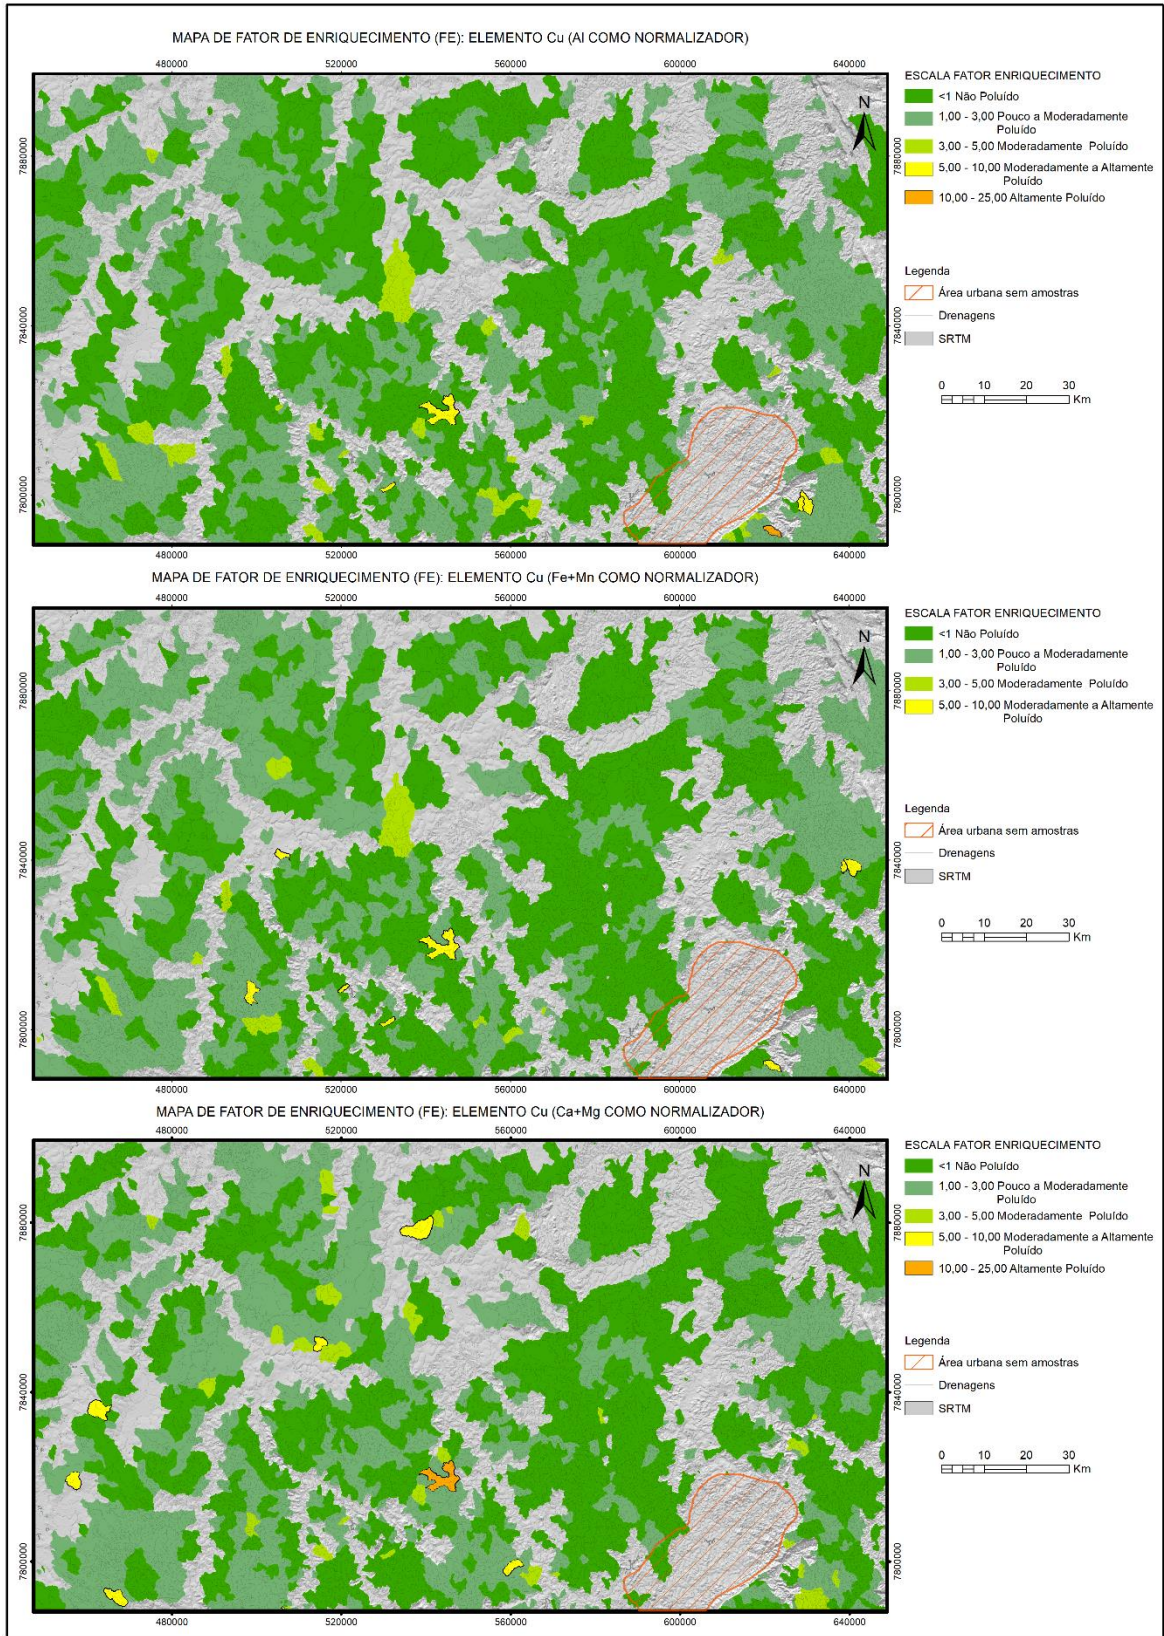 MAPA DE FATOR DE ENRIQUECIMENTO (FE): ELEMENTO Cu (Al COMO NORMALIZADOR)
480000 520000 560000 600000 640000
7880000 7840000 7800000
N
7880000 7840000 7800000
480000 520000 560000 600000 640000
ESCALA FATOR ENRIQUECIMENTO
<1 Não Poluído
1,00 - 3,00 Pouco a Moderadamente
Poluído
3,00 - 5,00 Moderadamente Poluído
5,00 - 10,00 Moderadamente a Altamente
Poluído
10,00 - 25,00 Altamente Poluído
Legenda
Área urbana sem amostras
Drenagens
SRTM
0 10 20 30
Km
MAPA DE FATOR DE ENRIQUECIMENTO (FE): ELEMENTO Cu (Fe+Mn COMO NORMALIZADOR)
480000 520000 560000 600000 640000
7880000 7840000 7800000
N
7880000 7840000 7800000
480000 520000 560000 600000 640000
ESCALA FATOR ENRIQUECIMENTO
<1 Não Poluído
1,00 - 3,00 Pouco a Moderadamente
Poluído
3,00 - 5,00 Moderadamente Poluído
5,00 - 10,00 Moderadamente a Altamente
Poluído
Legenda
Área urbana sem amostras
Drenagens
SRTM
0 10 20 30
Km
MAPA DE FATOR DE ENRIQUECIMENTO (FE): ELEMENTO Cu (Ca+Mg COMO NORMALIZADOR)
480000 520000 560000 600000 640000
7880000 7840000 7800000
N
7880000 7840000 7800000
480000 520000 560000 600000 640000
ESCALA FATOR ENRIQUECIMENTO
<1 Não Poluído
1,00 - 3,00 Pouco a Moderadamente
Poluído
3,00 - 5,00 Moderadamente Poluído
5,00 - 10,00 Moderadamente a Altamente
Poluído
10,00 - 25,00 Altamente Poluído
Legenda
Área urbana sem amostras
Drenagens
SRTM
0 10 20 30
Km